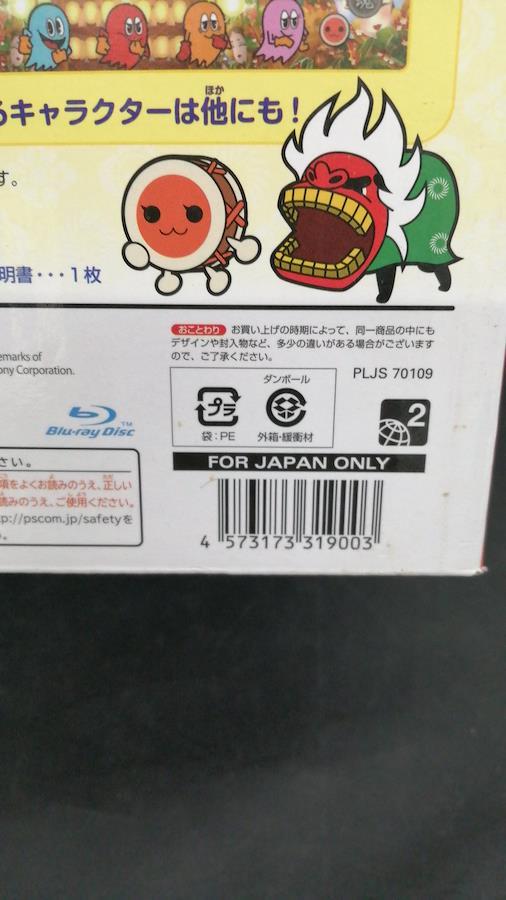 魂
るキャラクターは他にも！
ほか
す。
明書・・・1枚
おことわり お買い上げの時期によって、同一商品の中にも
デザインや封入物など、多少の違いがある場合がございます
ので、ご了承ください。
emarks of
ony Corporation.
ダンボール
PLJS 70109
プラ
袋：PE
外箱・緩衝材
2
Blu-ray Disc™
FOR JAPAN ONLY
さい。
項をよくお読みのうえ、正しい
読みのうえ、ご使用ください。
tp://pscom.jp/safetyを
る。
4 573173 319003